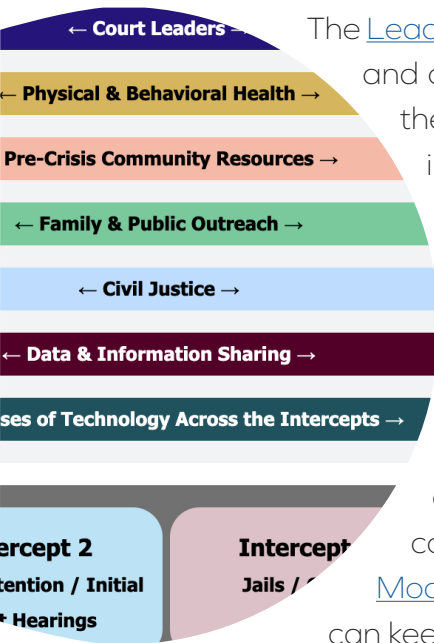 ← Court Leaders →
The Leac
← Physical & Behavioral Health →
and
the
Pre-Crisis Community Resources →
← Family & Public Outreach →
← Civil Justice →
← Data & Information Sharing →
ses of Technology Across the Intercepts →
ercept 2
Intercept
tention / Initial
Jails /
t Hearings
can kee